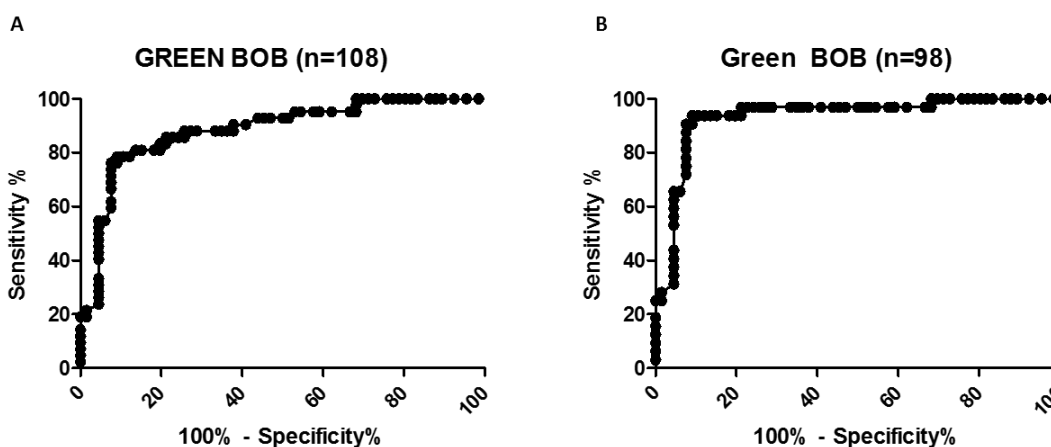 A
GREEN BOB (n=108)
100
80
60
40
20
0
Sensitivity %
0 20 40 60 80 100
100% - Specificity%
B
Green BOB (n=98)
100
80
60
40
20
0
Sensitivity %
0 20 40 60 80 100
100% - Specificity%